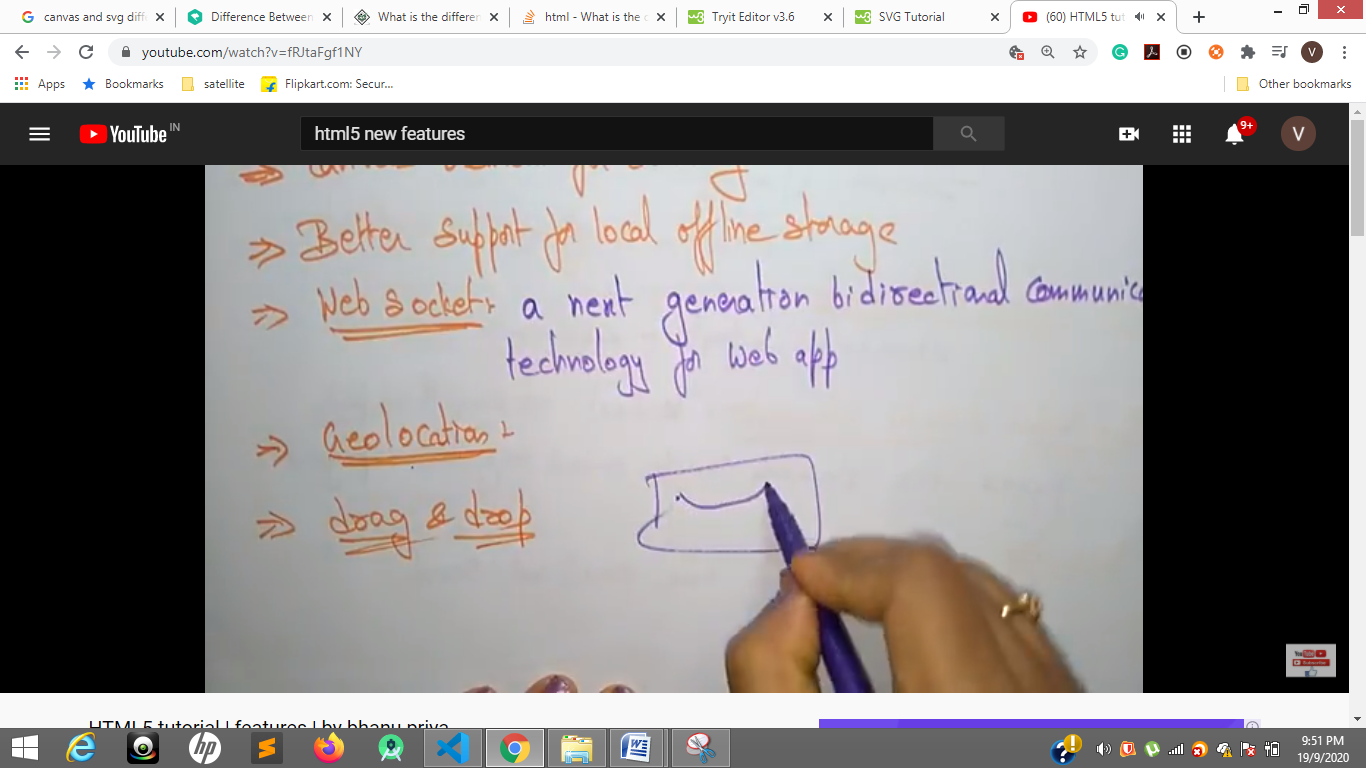 canvas and svg diff
Difference Between
What is the differen
html - What is the c
Tryit Editor v3.6
SVG Tutorial
(60) HTML5 tut
youtube.com/watch?v=fRJtaFgf1NY
V
Apps
Bookmarks
satellite
Flipkart.com: Secur...
Other bookmarks
YouTube IN
html5 new features
9+
V
Better support for local offline storage
Web Socket: a next generation bidirectional communica
technology for web app
Geolocation:
drag & drop
HTML5 tutorial | features | by bhanu priya
9:51 PM
19/9/2020